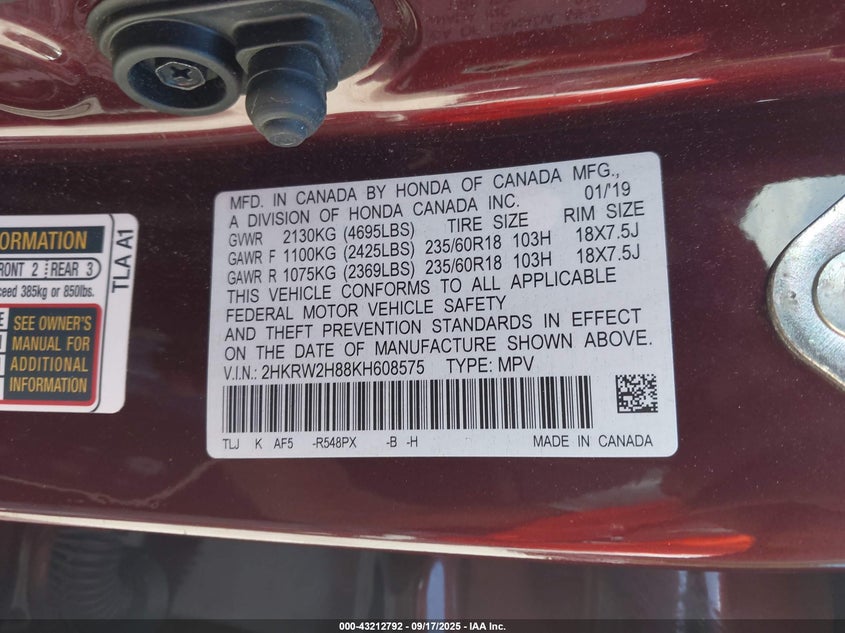 MFD. IN CANADA BY HONDA OF CANADA MFG.,
A DIVISION OF HONDA CANADA INC. 01/19
GVWR 2130KG (4695LBS) TIRE SIZE RIM SIZE
GAWR F 1100KG (2425LBS) 235/60R18 103H 18X7.5J
GAWR R 1075KG (2369LBS) 235/60R18 103H 18X7.5J
THIS VEHICLE CONFORMS TO ALL APPLICABLE
FEDERAL MOTOR VEHICLE SAFETY
AND THEFT PREVENTION STANDARDS IN EFFECT
ON THE DATE OF MANUFACTURE SHOWN ABOVE.
V.I.N.: 2HKRW2H88KH608575 TYPE: MPV
TLJ K AF5 -R548PX -B -H MADE IN CANADA
ORMATION
RONT 2 REAR 3
ceed 385kg or 850lbs.
SEE OWNER'S
MANUAL FOR
ADDITIONAL
INFORMATION
TLA A1
000-43212792 - 09/17/2025 - IAA Inc.